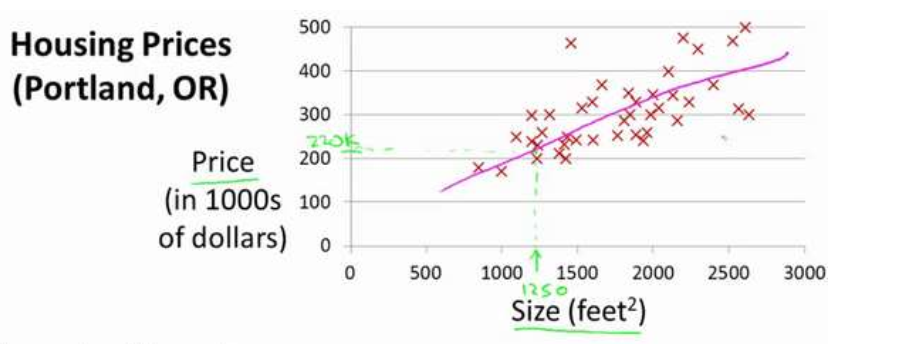 Housing Prices
(Portland, OR)
500
400
300
220K
200
100
0
Price
(in 1000s
of dollars)
0 500 1000 1500 2000 2500 3000
1250
Size (feet²)